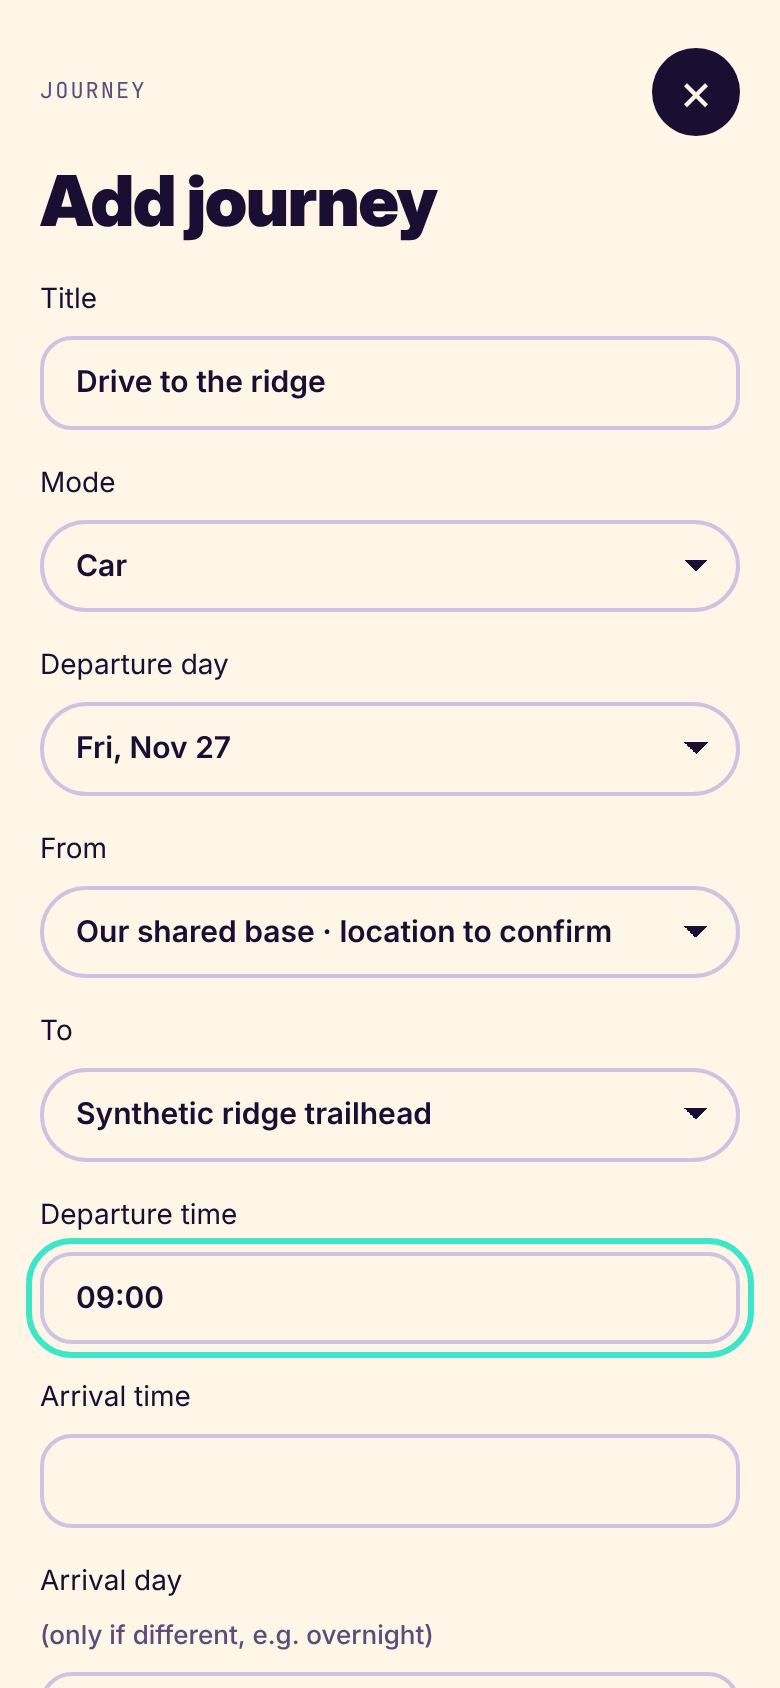 JOURNEY
Add journey
Title
Drive to the ridge
Mode
Car
Departure day
Fri, Nov 27
From
Our shared base · location to confirm
To
Synthetic ridge trailhead
Departure time
09:00
Arrival time
Arrival day
(only if different, e.g. overnight)